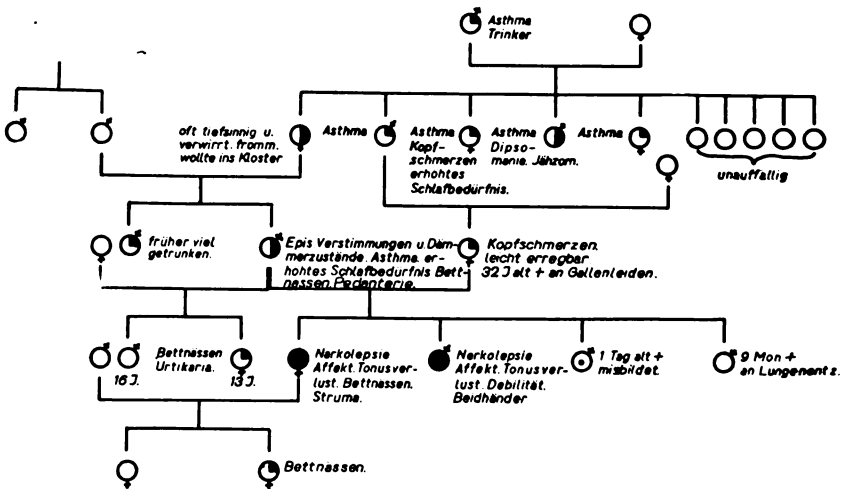 Asthma
Trinker
oft tiefsinnig u.
verwirrt. fromm.
wollte ins Kloster
Asthma
Asthma
Kopf-
schmerzen
erhöhtes
Schlafbedürfnis.
Asthma
Dipso-
manie. Jähzorn.
Asthma
unauffällig
früher viel
getrunken.
Epis Verstimmungen u. Däm-
merzustände. Asthma. er-
höhtes Schlafbedürfnis Bett-
nässen. Pedanterie.
Kopfschmerzen.
leicht erregbar
32 J alt + an Gallenleiden.
16 J.
Bettnässen
Urtikaria.
13 J.
Narkolepsie
Affekt. Tonusver-
lust. Bettnässen.
Struma.
Narkolepsie
Affekt. Tonusver-
lust. Debilität.
Beidhänder
1 Tag alt +
misbildet.
9 Mon +
an Lungenentz.
Bettnässen.